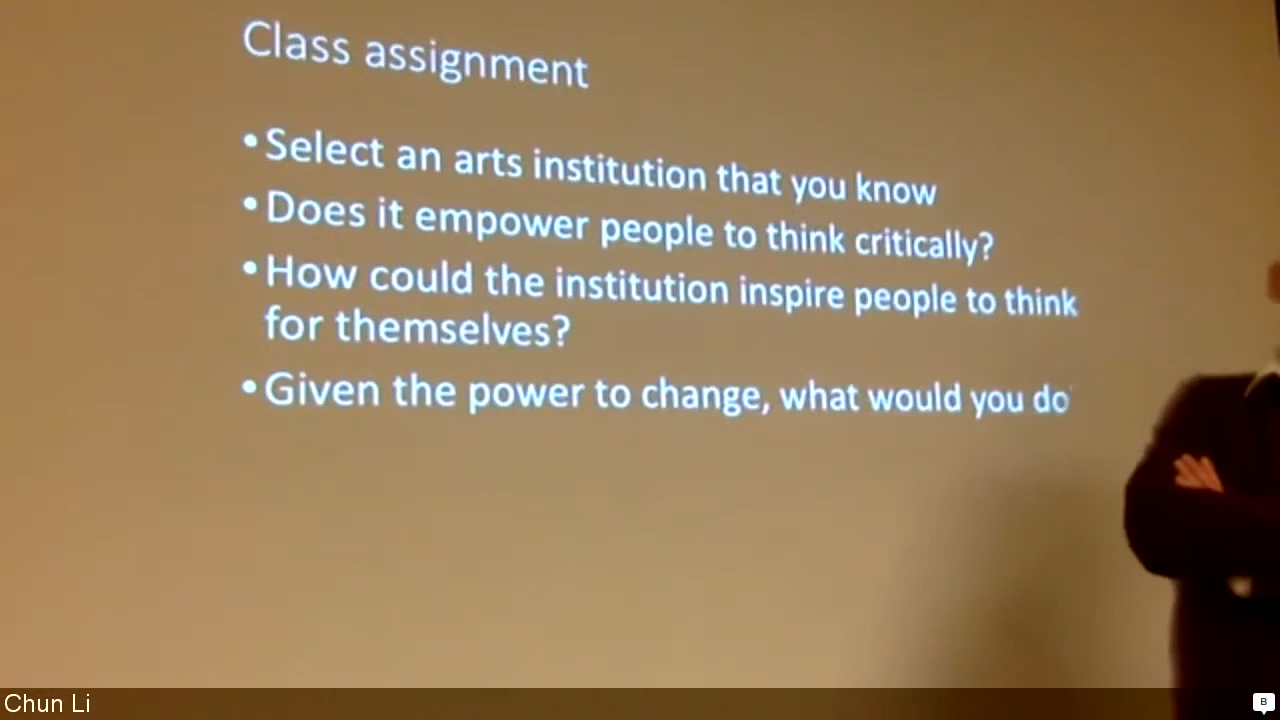 Class assignment
• Select an arts institution that you know
• Does it empower people to think critically?
• How could the institution inspire people to think
for themselves?
• Given the power to change, what would you do
Chun Li
B